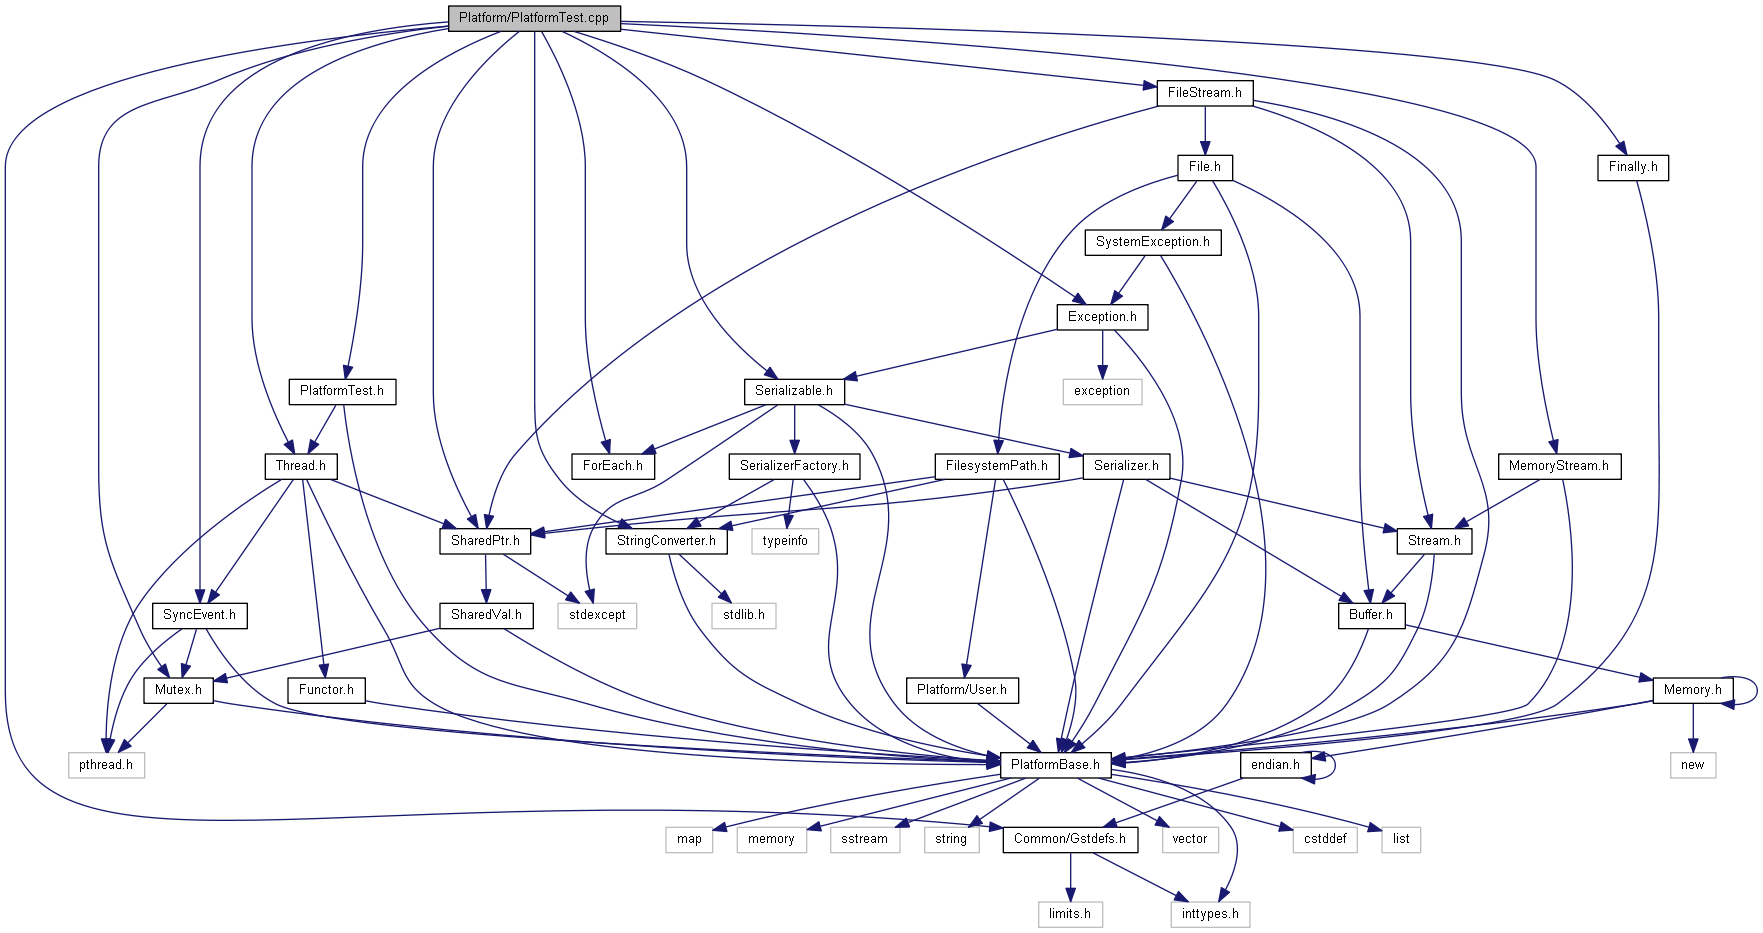 Platform/PlatformTest.cpp
FileStream.h
File.h
Finally.h
SystemException.h
Exception.h
PlatformTest.h
Serializable.h
exception
Thread.h
ForEach.h
SerializerFactory.h
FilesystemPath.h
Serializer.h
MemoryStream.h
SharedPtr.h
StringConverter.h
typeinfo
Stream.h
SyncEvent.h
SharedVal.h
stdexcept
stdlib.h
Buffer.h
Mutex.h
Functor.h
Platform/User.h
Memory.h
pthread.h
PlatformBase.h
endian.h
new
map
memory
sstream
string
Common/Gstdefs.h
vector
cstddef
list
limits.h
inttypes.h